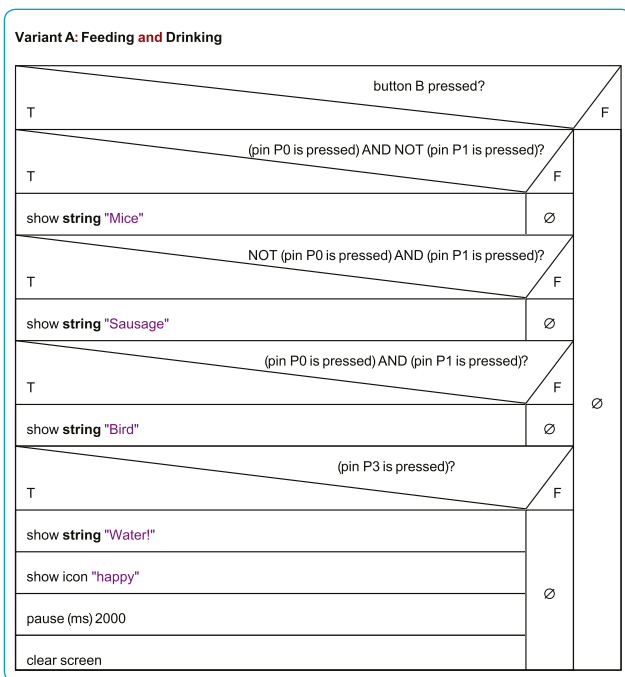 Variant A: Feeding and Drinking
button B pressed?
T
F
(pin P0 is pressed) AND NOT (pin P1 is pressed)?
T
F
show string "Mice"
∅
NOT (pin P0 is pressed) AND (pin P1 is pressed)?
T
F
show string "Sausage"
∅
(pin P0 is pressed) AND (pin P1 is pressed)?
T
F
∅
show string "Bird"
∅
(pin P3 is pressed)?
T
F
show string "Water!"
show icon "happy"
∅
pause (ms) 2000
clear screen